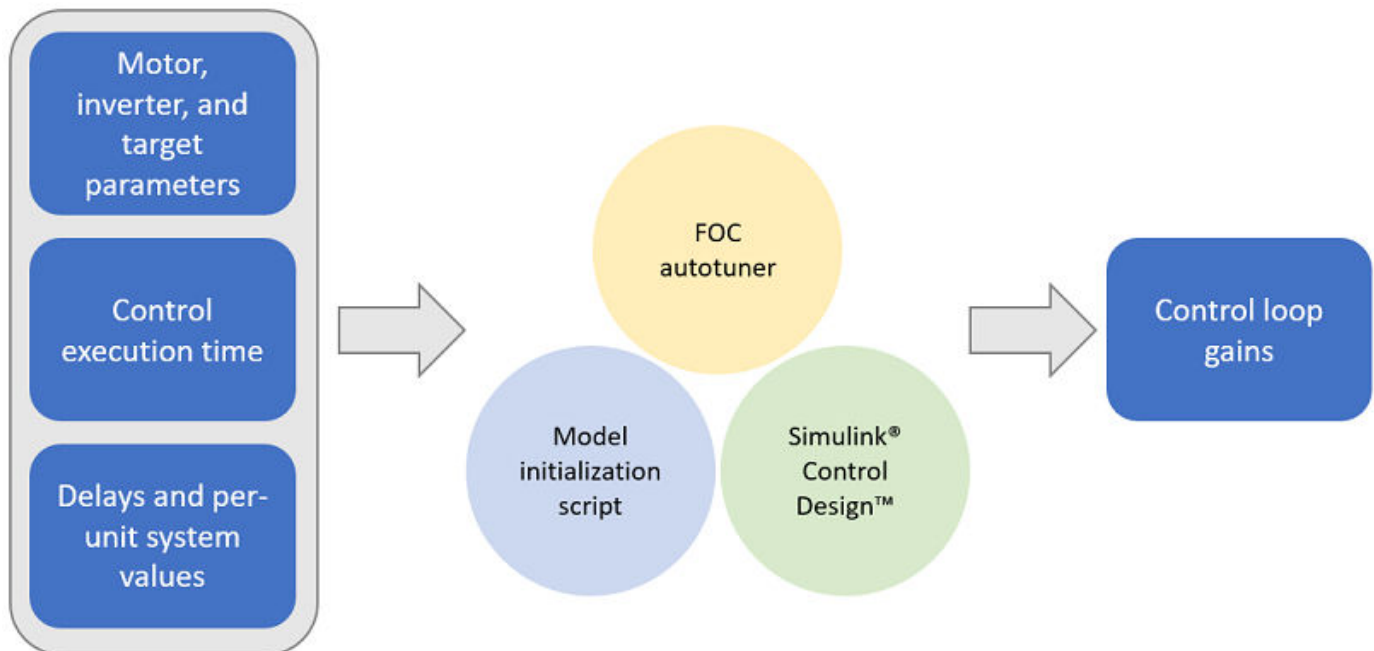 Motor,
inverter, and
target
parameters
Control
execution time
Delays and per-
unit system
values
FOC
autotuner
Model
initialization
script
Simulink®
Control
Design™
Control loop
gains